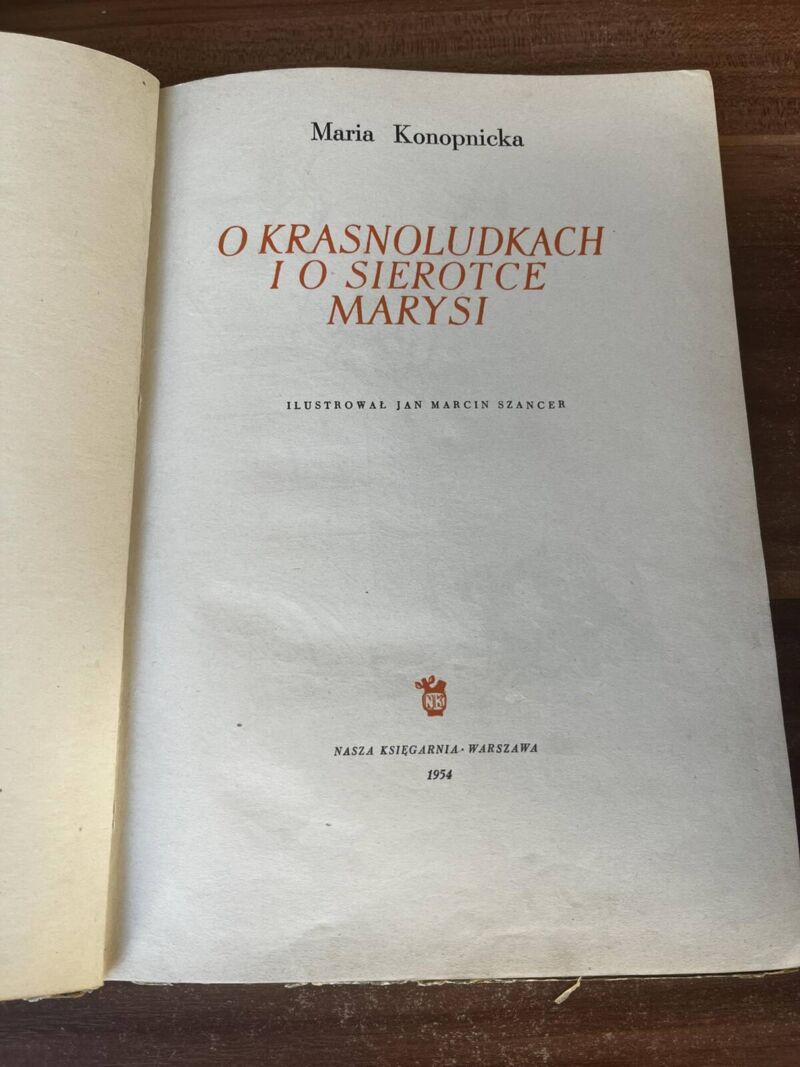 Maria Konopnicka
O KRASNOLUDKACH
I O SIEROTCE
MARYSI
ILUSTROWAŁ JAN MARCIN SZANCER
NK
NASZA KSIĘGARNIA • WARSZAWA
1954